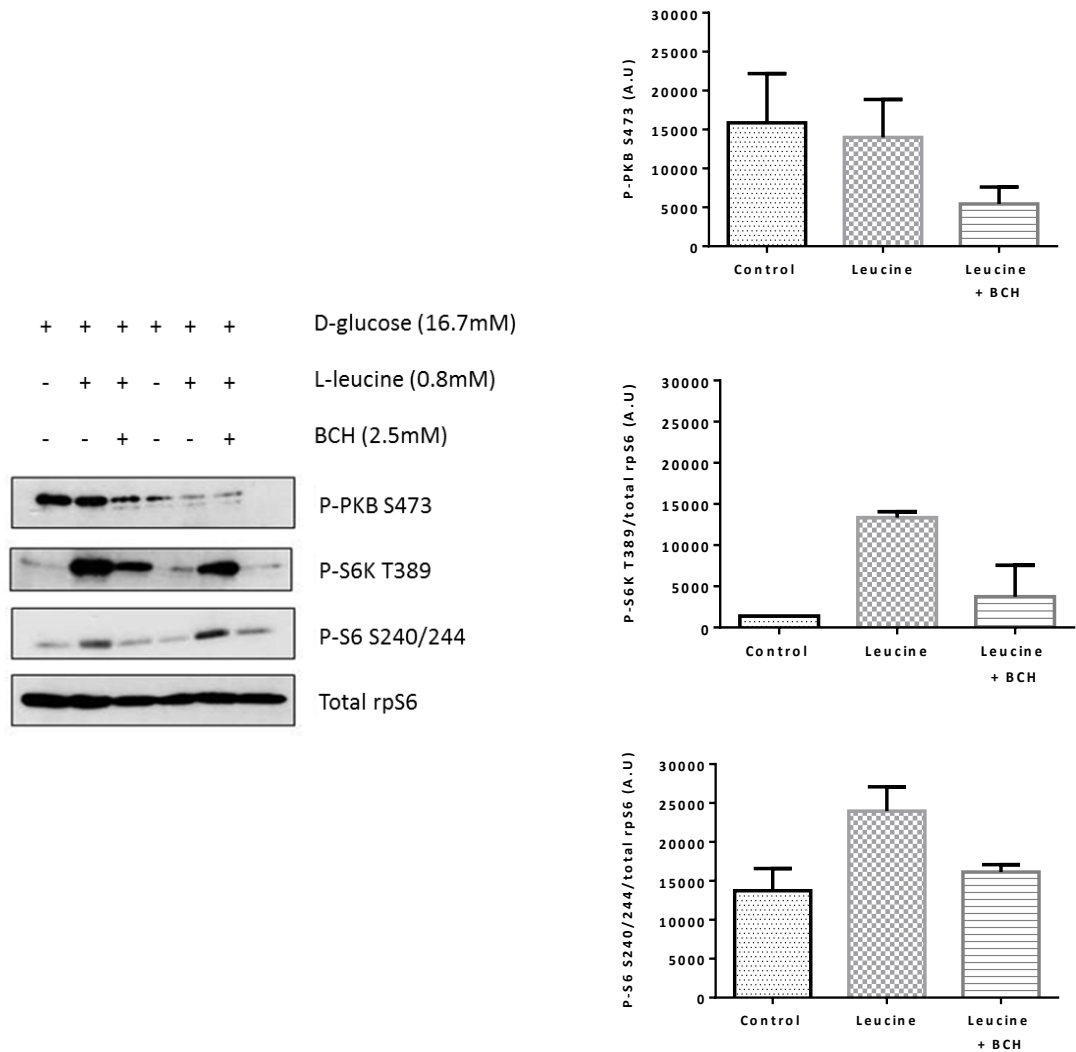 + + + + + + D-glucose (16.7mM)
- + + - + + L-leucine (0.8mM)
- - + - - + BCH (2.5mM)
P-PKB S473
P-S6K T389
P-S6 S240/244
Total rpS6
P-PKB S473 (A.U)
30000
25000
20000
15000
10000
5000
0
Control Leucine Leucine
+ BCH
P-S6K T389/total rpS6 (A.U)
30000
25000
20000
15000
10000
5000
0
Control Leucine Leucine
+ BCH
P-S6 S240/244/total rpS6 (A.U)
30000
25000
20000
15000
10000
5000
0
Control Leucine Leucine
+ BCH